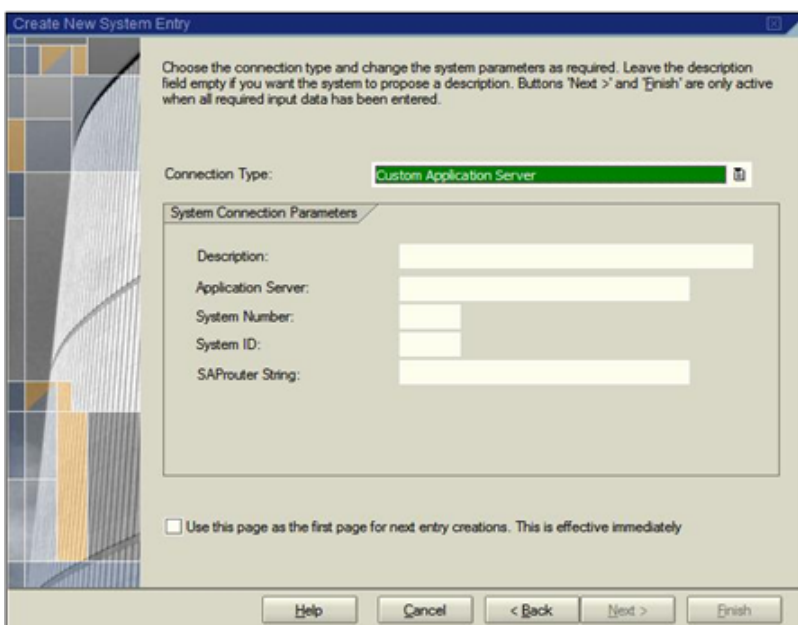 Create New System Entry
Choose the connection type and change the system parameters as required. Leave the description
field empty if you want the system to propose a description. Buttons 'Next >' and 'Finish' are only active
when all required input data has been entered.
Connection Type: Custom Application Server
System Connection Parameters
Description:
Application Server:
System Number:
System ID:
SAProuter String:
Use this page as the first page for next entry creations. This is effective immediately
Help Cancel < Back Next > Finish